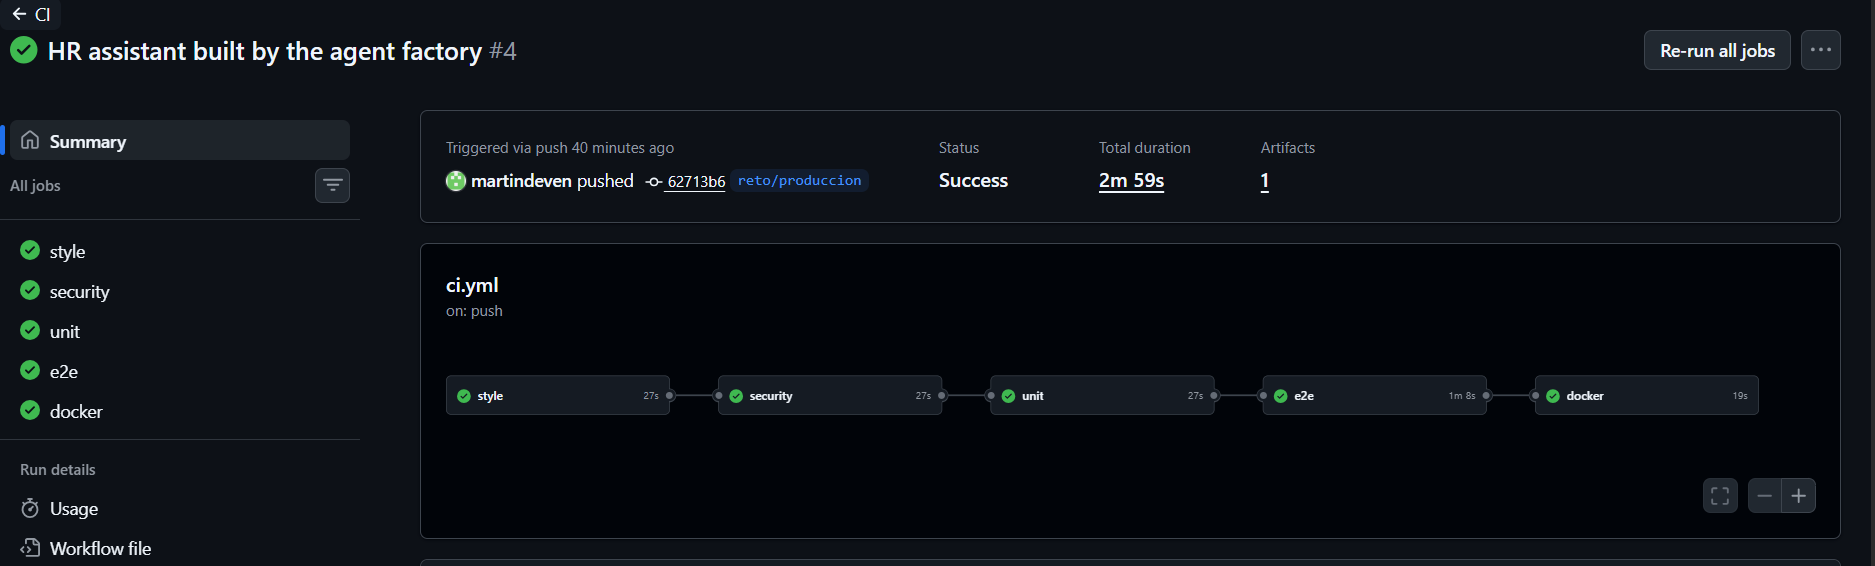 CI
HR assistant built by the agent factory #4
Re-run all jobs
Summary
All jobs
style
security
unit
e2e
docker
Run details
Usage
Workflow file
Triggered via push 40 minutes ago
martindeven pushed 62713b6 reto/produccion
Status
Success
Total duration
2m 59s
Artifacts
1
ci.yml
on: push
style 27s
security 27s
unit 27s
e2e 1m 8s
docker 19s